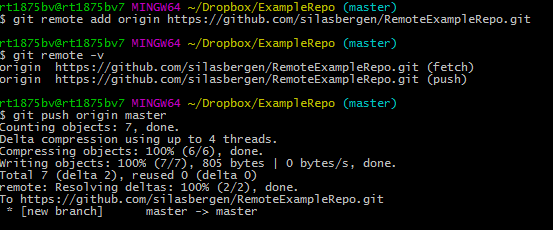 rt1875bv@rt1875bv7 MINGW64 ~/Dropbox/ExampleRepo (master)
$ git remote add origin https://github.com/silasbergen/RemoteExampleRepo.git
rt1875bv@rt1875bv7 MINGW64 ~/Dropbox/ExampleRepo (master)
$ git remote -v
origin  https://github.com/silasbergen/RemoteExampleRepo.git (fetch)
origin  https://github.com/silasbergen/RemoteExampleRepo.git (push)
rt1875bv@rt1875bv7 MINGW64 ~/Dropbox/ExampleRepo (master)
$ git push origin master
Counting objects: 7, done.
Delta compression using up to 4 threads.
Compressing objects: 100% (6/6), done.
Writing objects: 100% (7/7), 805 bytes | 0 bytes/s, done.
Total 7 (delta 2), reused 0 (delta 0)
remote: Resolving deltas: 100% (2/2), done.
To https://github.com/silasbergen/RemoteExampleRepo.git
 * [new branch]      master -> master